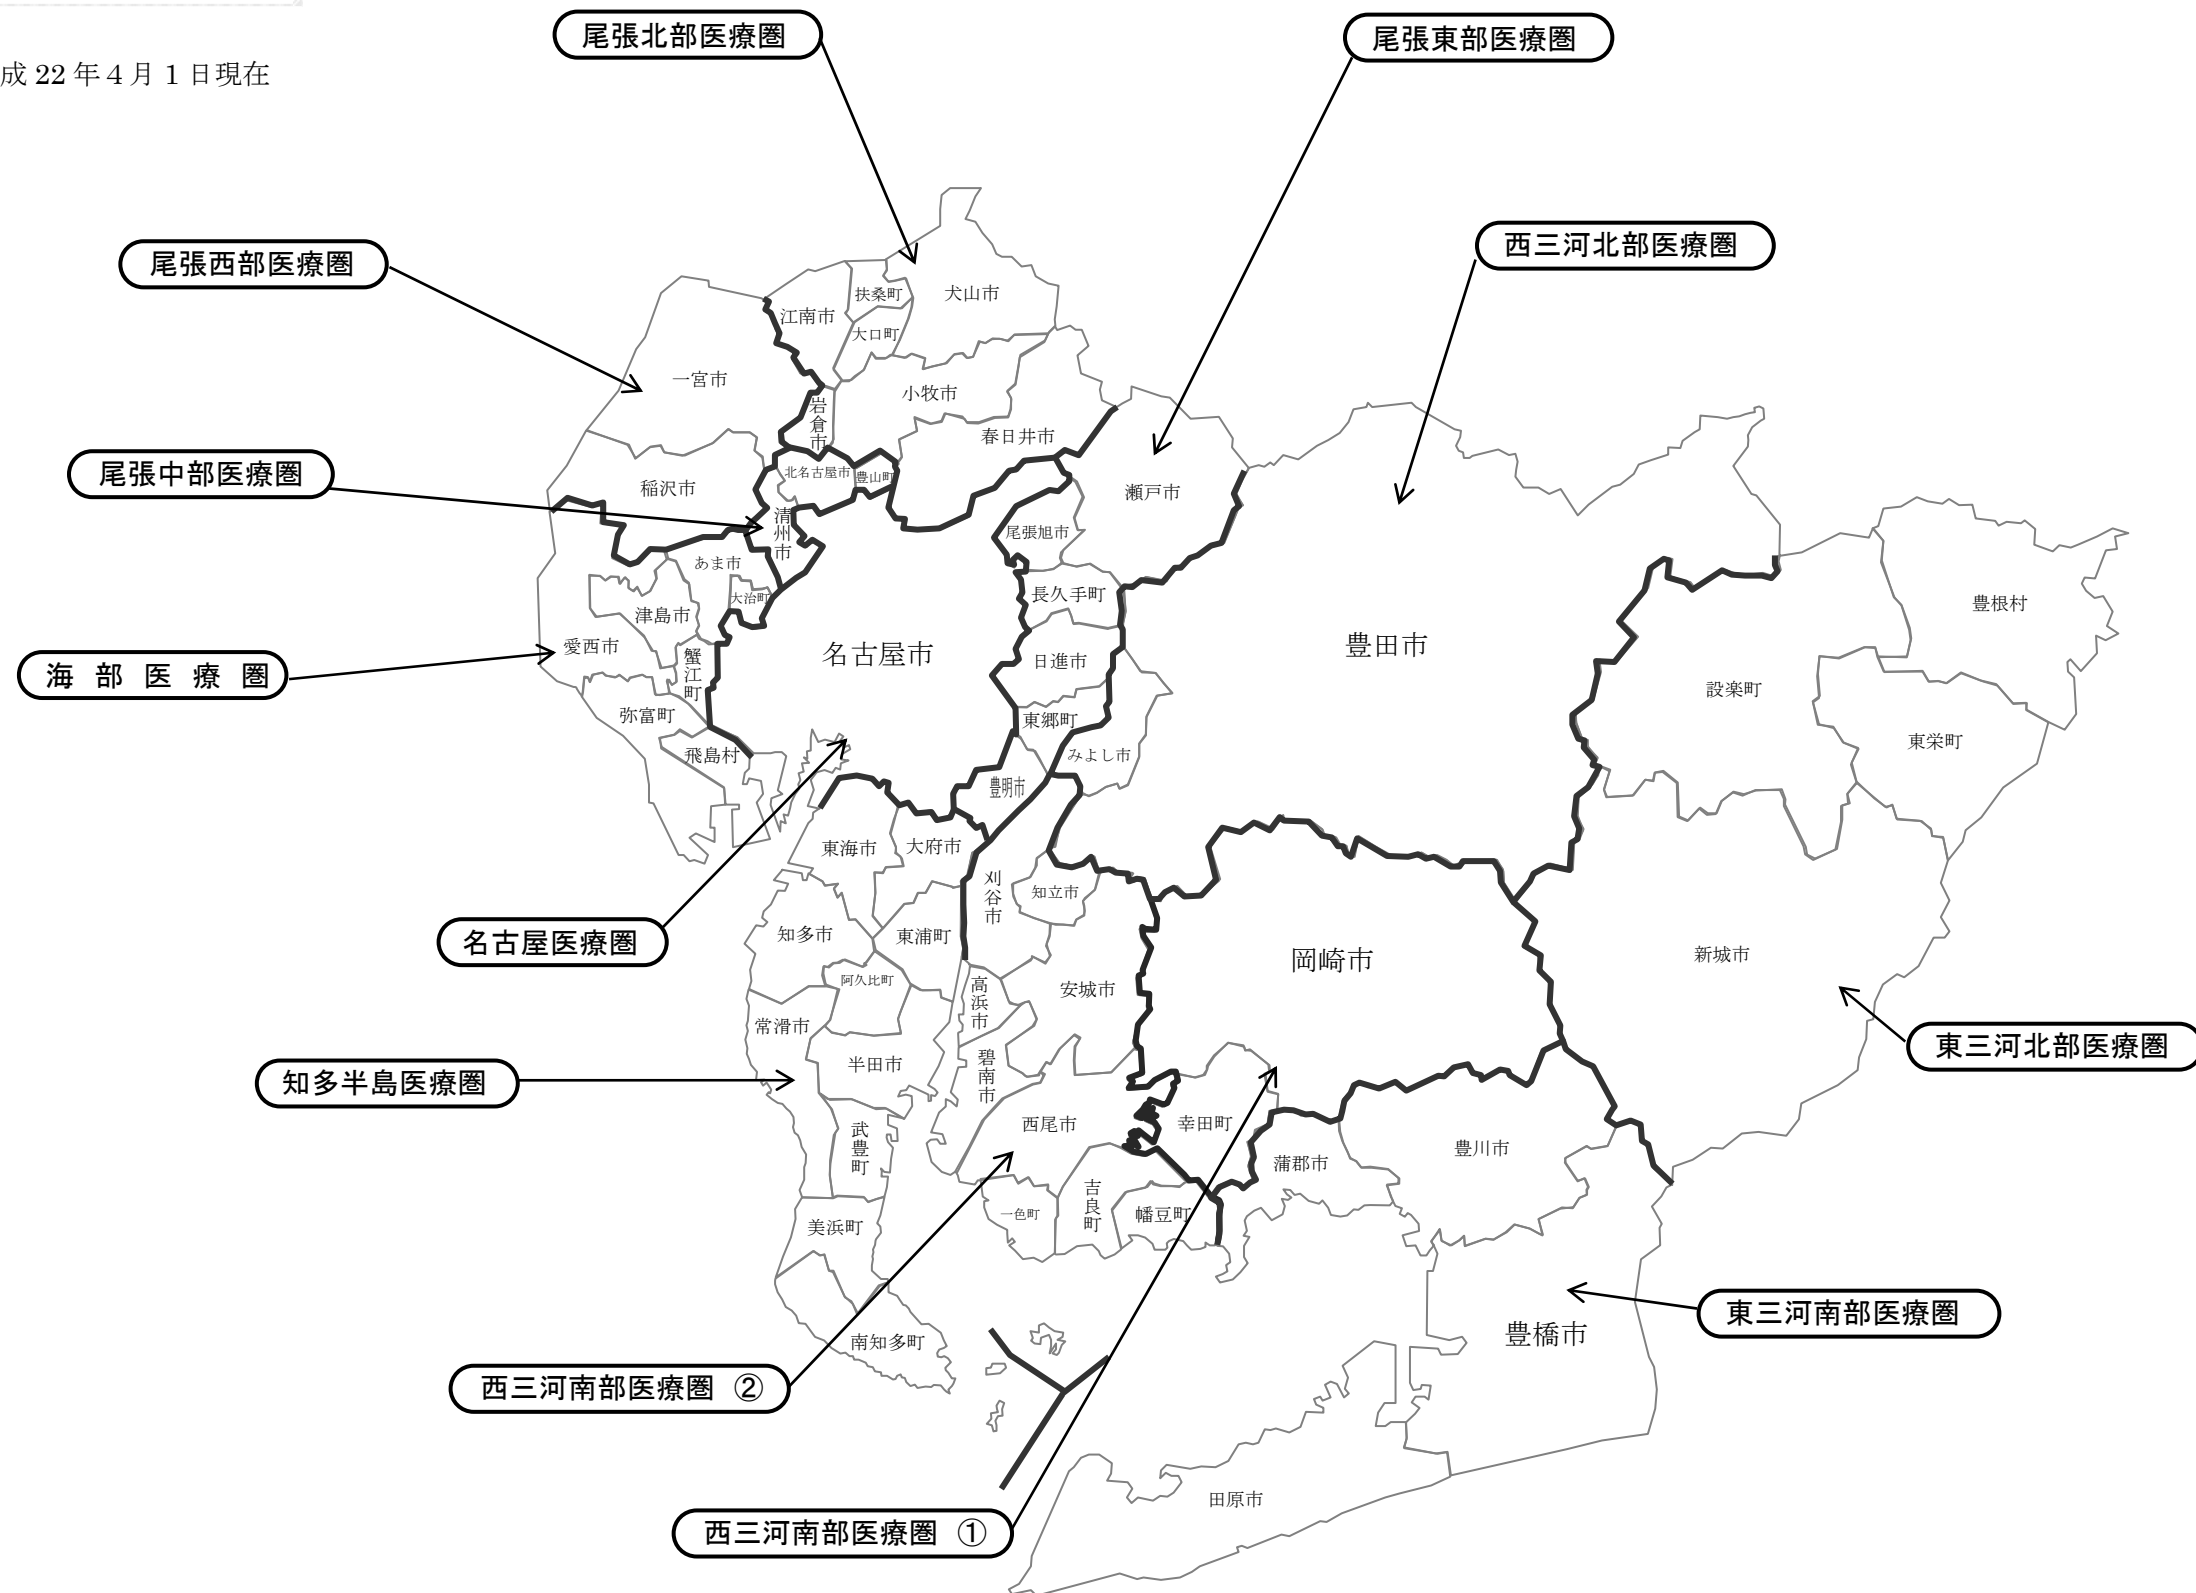 尾張北部医療圏
尾張東部医療圏
成 22 年４月 1 日現在
西三河北部医療圏
尾張西部医療圏
犬山市
扶桑町
江南市
大口町
一宮市
小牧市
岩倉市
春日井市
尾張中部医療圏
北名古屋市
豊山町
稲沢市
瀬戸市
清州市
尾張旭市
あま市
大治町
長久手町
豊根村
津島市
豊田市
愛西市
名古屋市
日進市
海 部 医 療 圏
蟹江町
設楽町
弥富町
東郷町
東栄町
飛島村
みよし市
豊明市
東海市
大府市
刈谷市
知立市
名古屋医療圏
知多市
東浦町
岡崎市
新城市
阿久比町
高浜市
安城市
常滑市
東三河北部医療圏
半田市
碧南市
知多半島医療圏
西尾市
幸田町
武豊町
豊川市
蒲郡市
吉良町
一色町
幡豆町
美浜町
東三河南部医療圏
豊橋市
南知多町
西三河南部医療圏 ②
田原市
西三河南部医療圏 ①